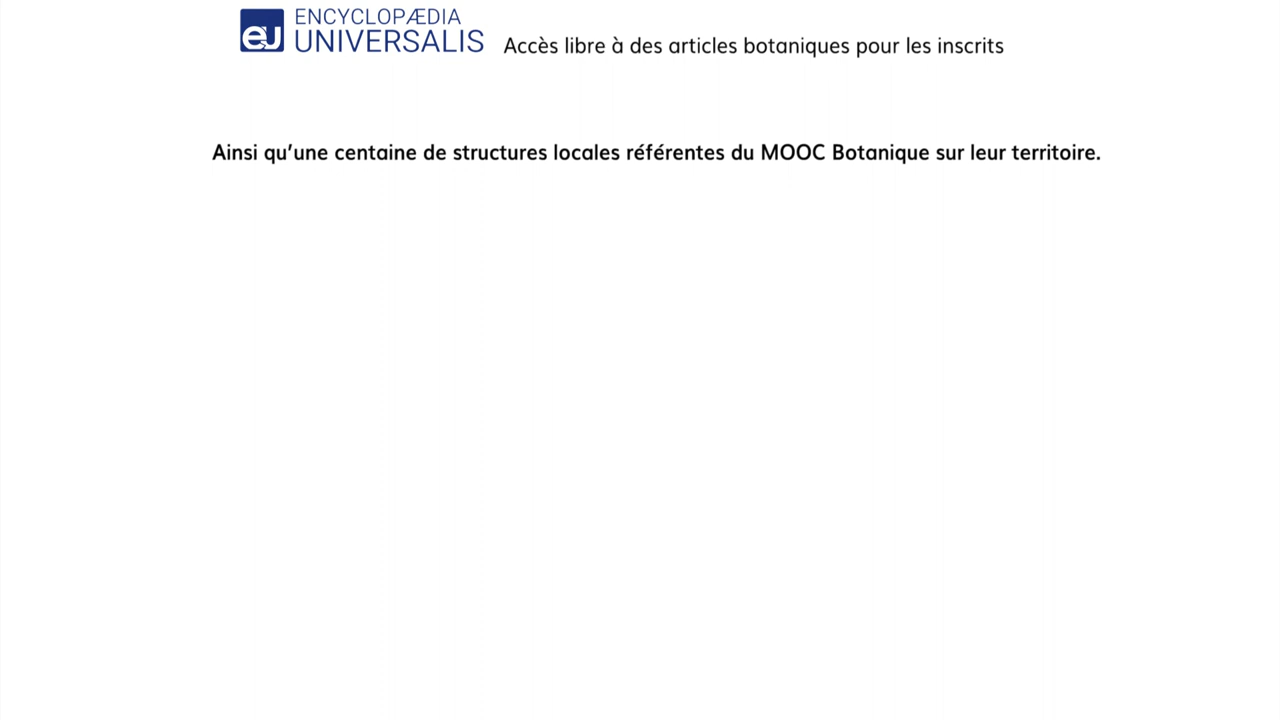 eu ENCYCLOPÆDIA
UNIVERSALIS Accès libre à des articles botaniques pour les inscrits
Ainsi qu’une centaine de structures locales référentes du MOOC Botanique sur leur territoire.